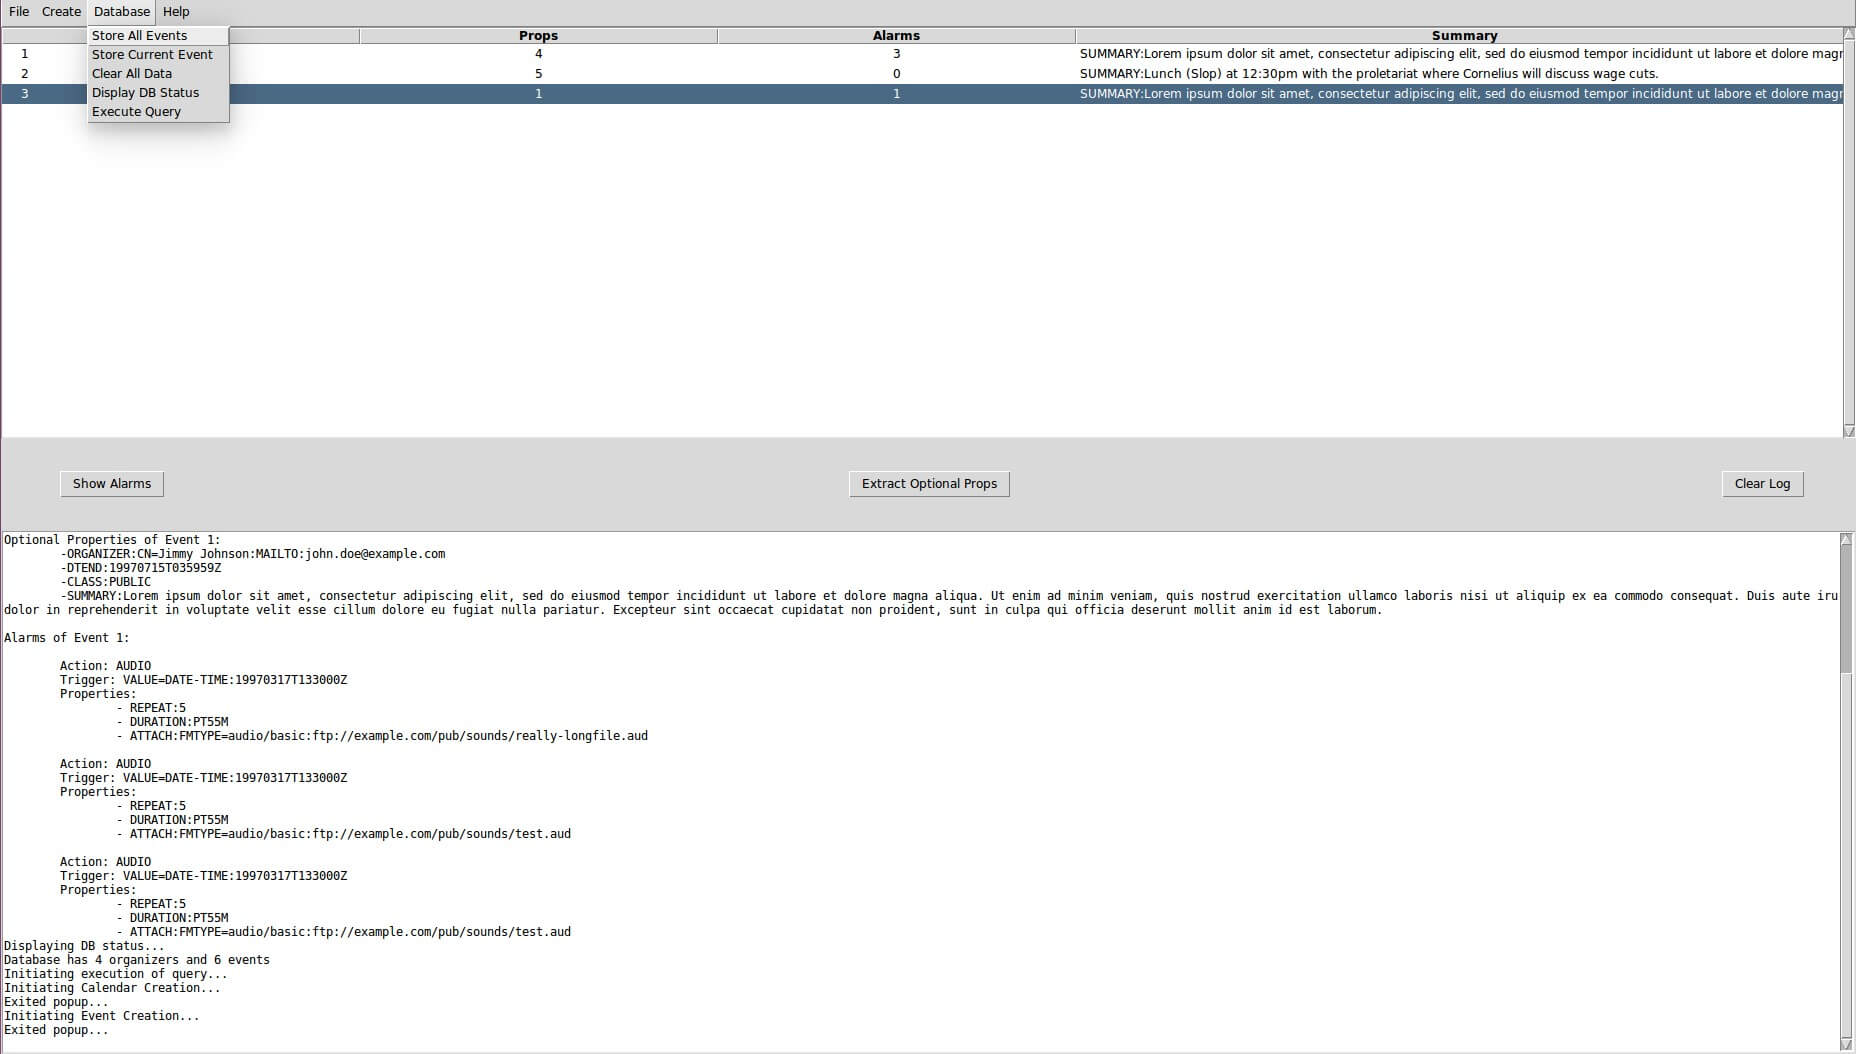 File Create Database Help
Store All Events
Store Current Event
Clear All Data
Display DB Status
Execute Query
Props Alarms Summary
1 4 3 SUMMARY:Lorem ipsum dolor sit amet, consectetur adipiscing elit, sed do eiusmod tempor incididunt ut labore et dolore magr
2 5 0 SUMMARY:Lunch (Slop) at 12:30pm with the proletariat where Cornelius will discuss wage cuts.
3 1 1 SUMMARY:Lorem ipsum dolor sit amet, consectetur adipiscing elit, sed do eiusmod tempor incididunt ut labore et dolore magr
Show Alarms Extract Optional Props Clear Log
Optional Properties of Event 1:
-ORGANIZER:CN=Jimmy Johnson:MAILTO:john.doe@example.com
-DTEND:19970715T035959Z
-CLASS:PUBLIC
-SUMMARY:Lorem ipsum dolor sit amet, consectetur adipiscing elit, sed do eiusmod tempor incididunt ut labore et dolore magna aliqua. Ut enim ad minim veniam, quis nostrud exercitation ullamco laboris nisi ut aliquip ex ea commodo consequat. Duis aute iru
dolor in reprehenderit in voluptate velit esse cillum dolore eu fugiat nulla pariatur. Excepteur sint occaecat cupidatat non proident, sunt in culpa qui officia deserunt mollit anim id est laborum.
Alarms of Event 1:
Action: AUDIO
Trigger: VALUE=DATE-TIME:19970317T133000Z
Properties:
- REPEAT:5
- DURATION:PT55M
- ATTACH:FMTYPE=audio/basic:ftp://example.com/pub/sounds/really-longfile.aud
Action: AUDIO
Trigger: VALUE=DATE-TIME:19970317T133000Z
Properties:
- REPEAT:5
- DURATION:PT55M
- ATTACH:FMTYPE=audio/basic:ftp://example.com/pub/sounds/test.aud
Action: AUDIO
Trigger: VALUE=DATE-TIME:19970317T133000Z
Properties:
- REPEAT:5
- DURATION:PT55M
- ATTACH:FMTYPE=audio/basic:ftp://example.com/pub/sounds/test.aud
Displaying DB status...
Database has 4 organizers and 6 events
Initiating execution of query...
Initiating Calendar Creation...
Exited popup...
Initiating Event Creation...
Exited popup...